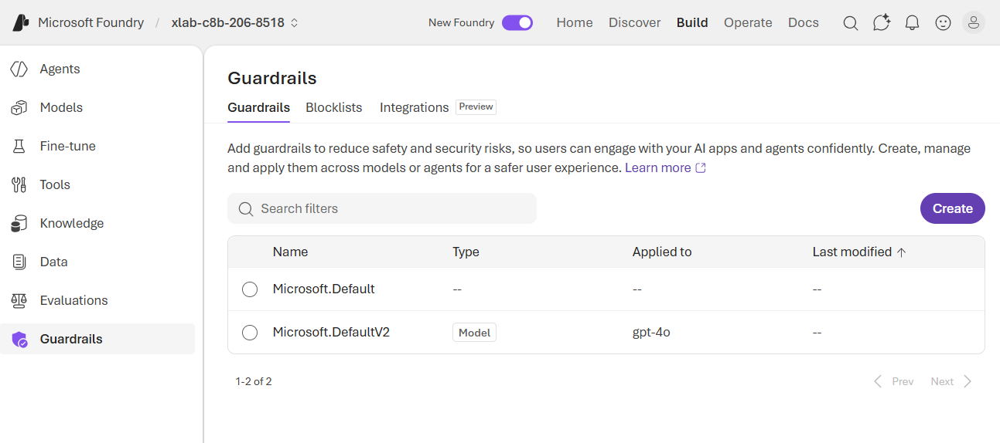 Microsoft Foundry / xlab-c8b-206-8518 New Foundry Home Discover Build Operate Docs
Agents
Models
Fine-tune
Tools
Knowledge
Data
Evaluations
Guardrails
Guardrails
Guardrails Blocklists Integrations Preview
Add guardrails to reduce safety and security risks, so users can engage with your AI apps and agents confidently. Create, manage
and apply them across models or agents for a safer user experience. Learn more
Search filters Create
Name Type Applied to Last modified ↑
Microsoft.Default -- -- --
Microsoft.DefaultV2 Model gpt-4o --
1-2 of 2 Prev Next